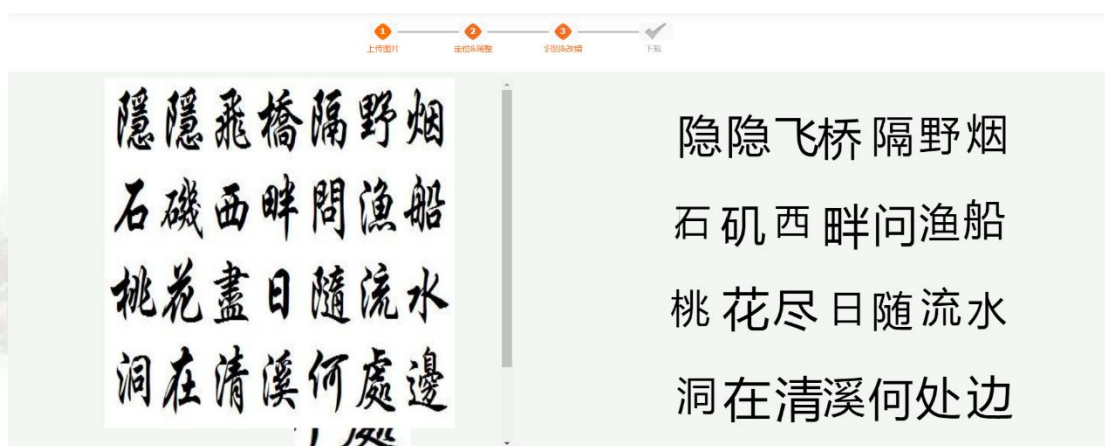 1 2 3
上传图片 定位&调整 识别&改错 下载
隱隱飛橋隔野烟
石磯西畔問漁船
桃花盡日隨流水
洞在清溪何處邊
隐隐飞桥隔野烟
石矶西畔问渔船
桃花尽日随流水
洞在清溪何处边